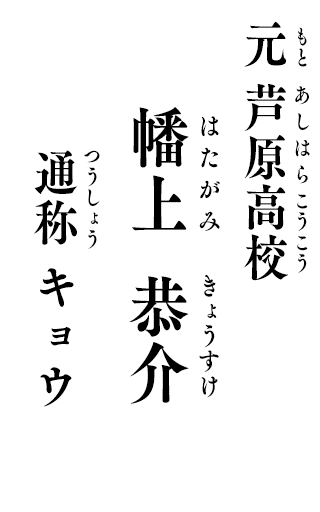 元 芦原高校
もと あしはらこうこう
幡上 恭介
はたがみ きょうすけ
通称 キョウ
つうしょう